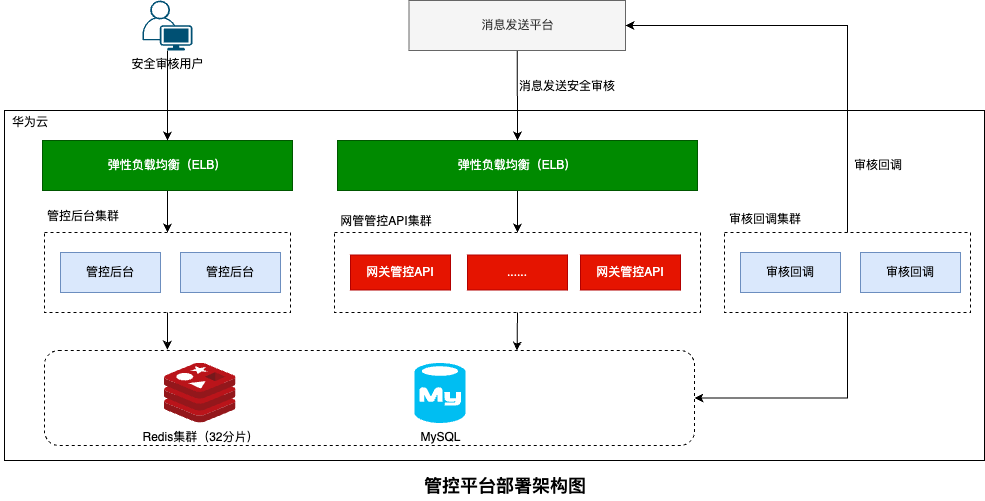 消息发送平台
安全审核用户
消息发送安全审核
华为云
弹性负载均衡（ELB）
弹性负载均衡（ELB）
审核回调
管控后台集群
网管管控API集群
审核回调集群
管控后台
管控后台
网关管控API
......
网关管控API
审核回调
审核回调
My
Redis集群（32分片）
MySQL
管控平台部署架构图